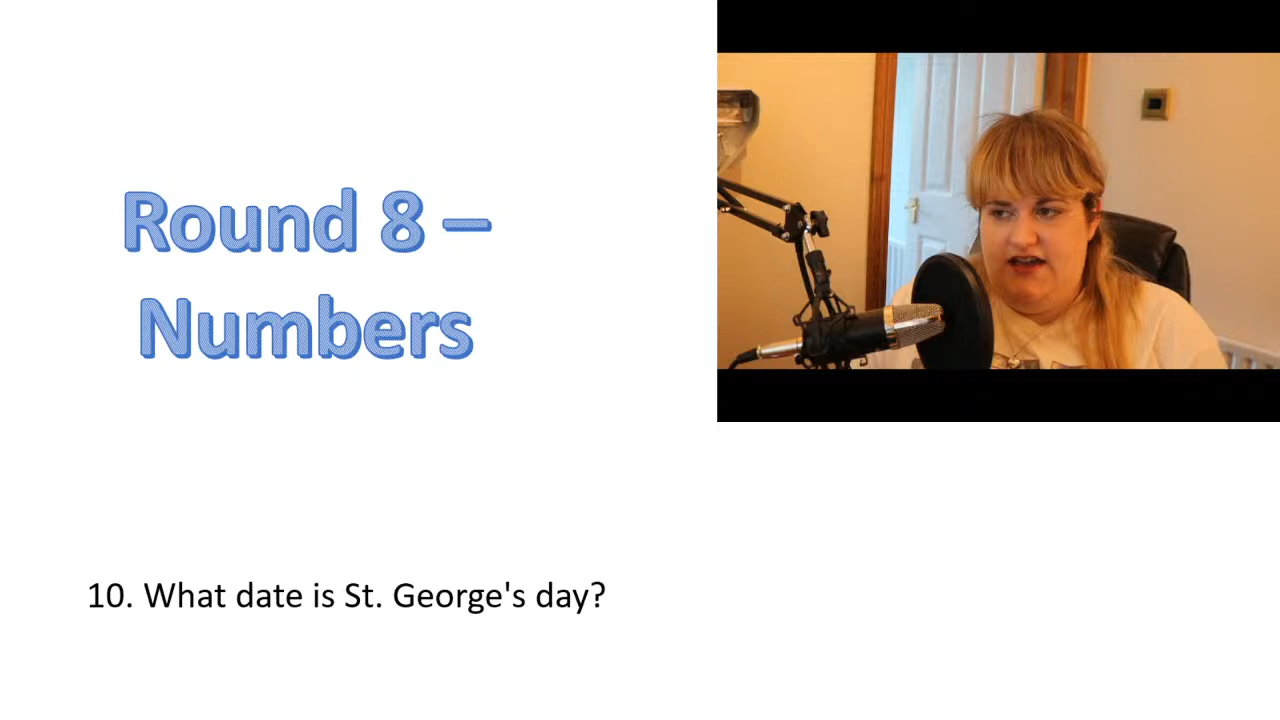 Round 8 –
Numbers
10. What date is St. George's day?